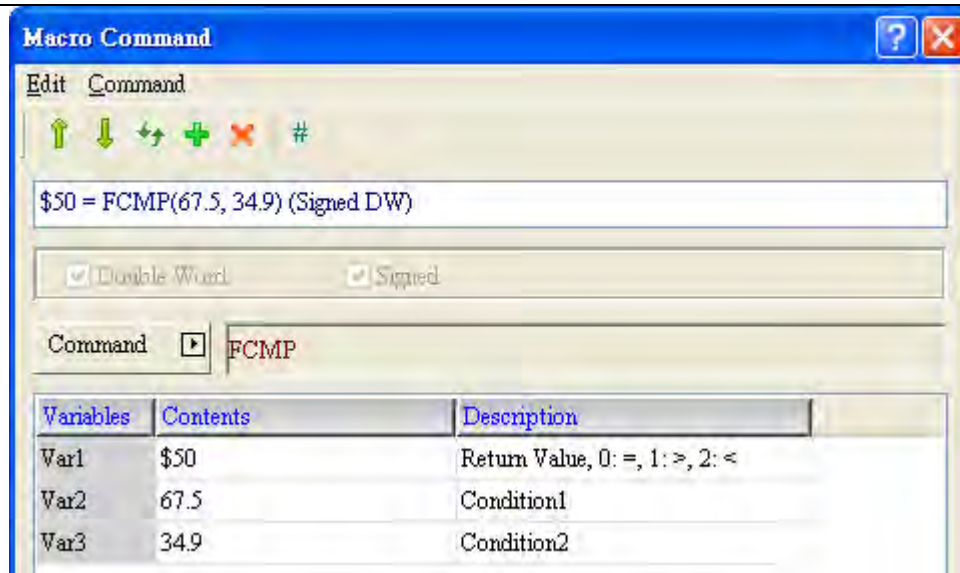 Macro Command
Edit Command
#
$50 = FCMP(67.5, 34.9) (Signed DW)
Double Word Signed
Command FCMP
Variables Contents Description
Var1 $50 Return Value, 0: =, 1: >, 2: <
Var2 67.5 Condition1
Var3 34.9 Condition2